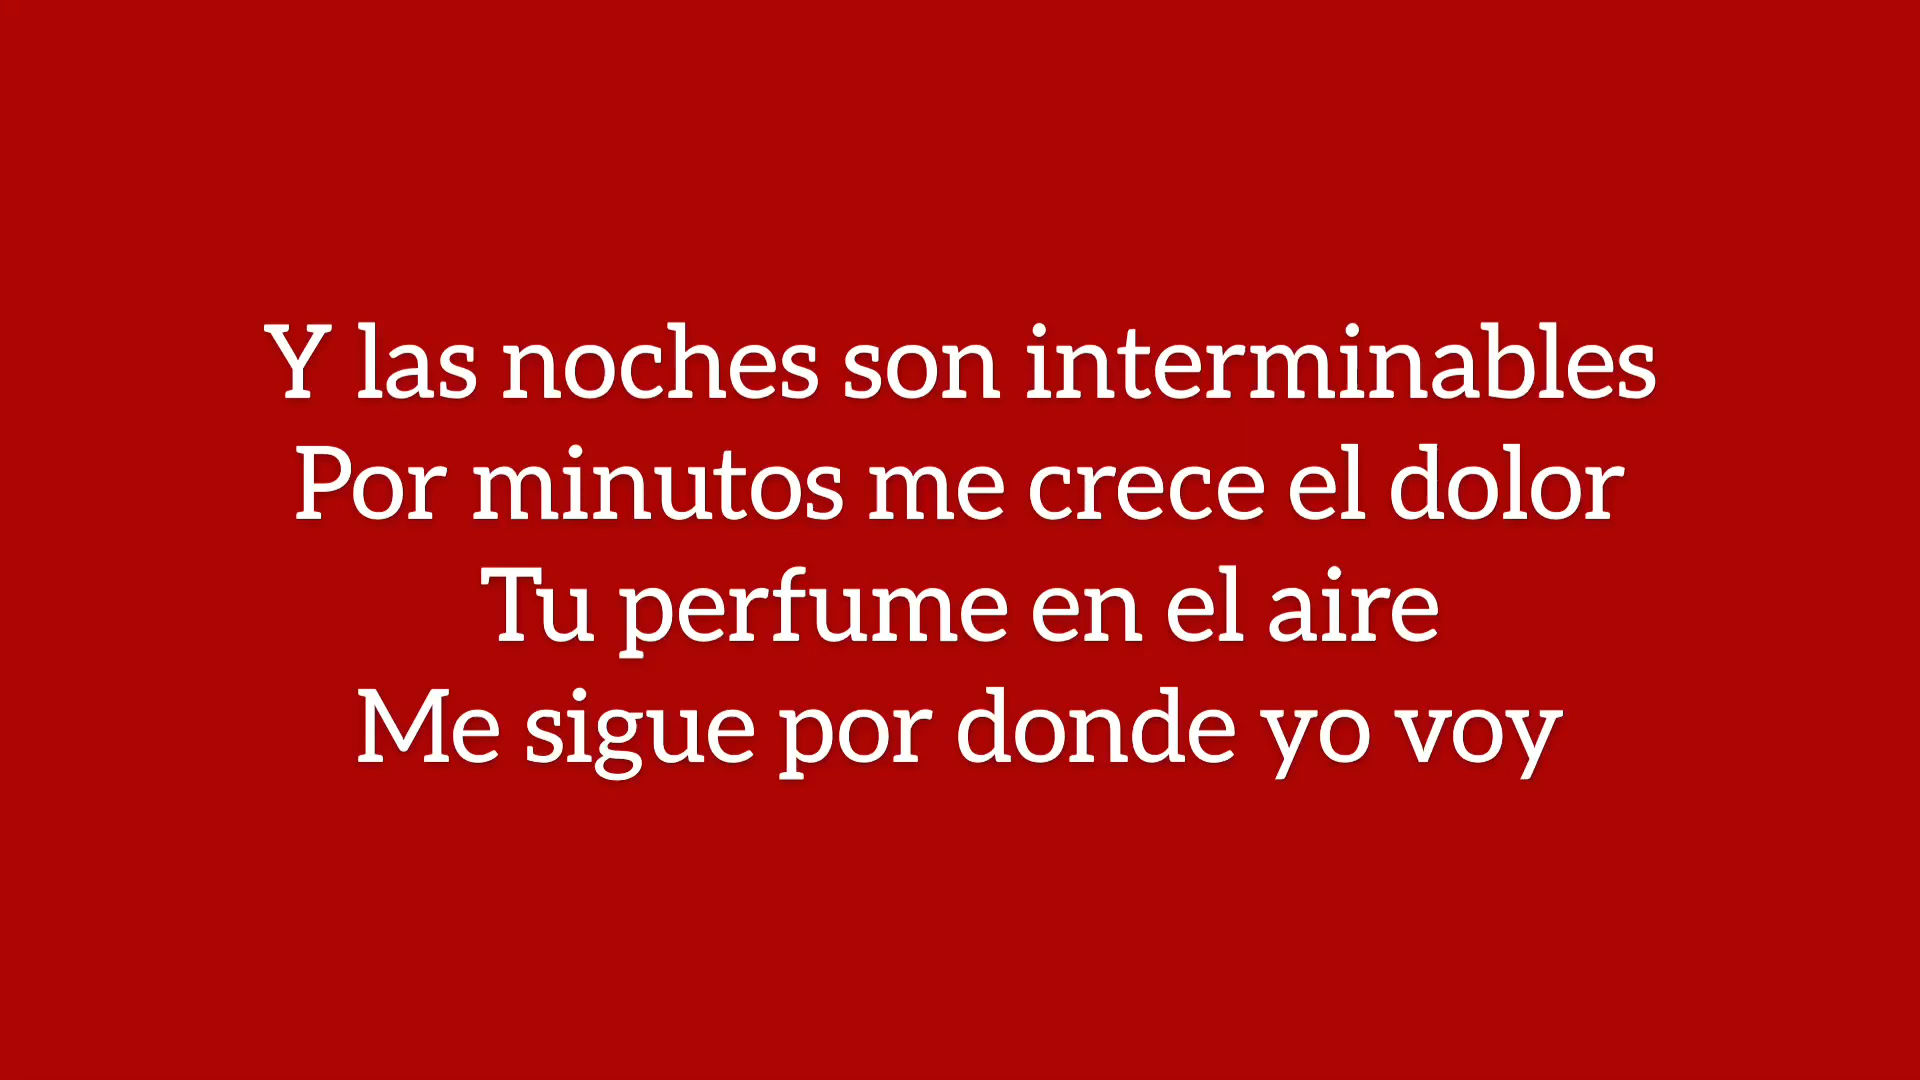 Y las noches son interminables
Por minutos me crece el dolor
Tu perfume en el aire
Me sigue por donde yo voy